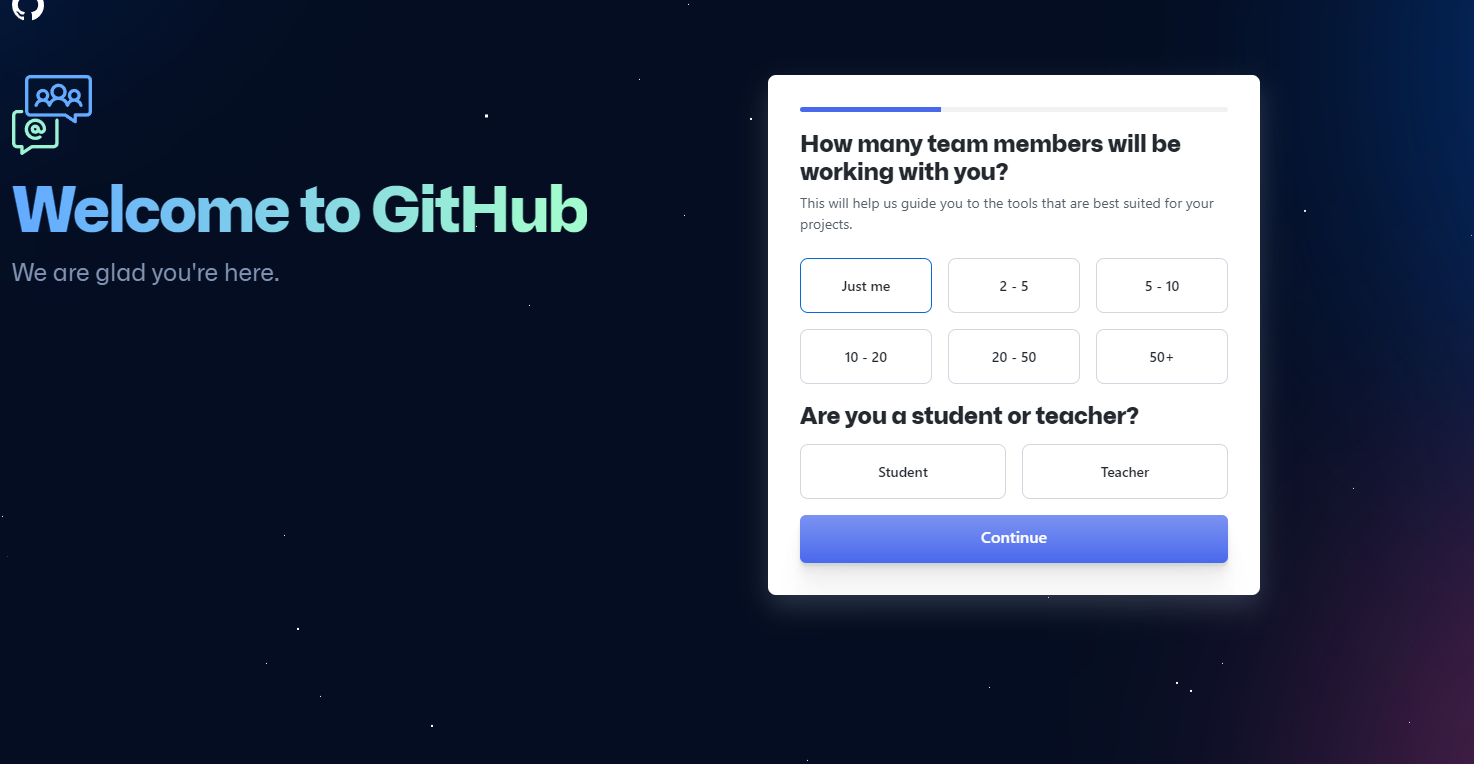 Welcome to GitHub
We are glad you're here.
How many team members will be
working with you?
This will help us guide you to the tools that are best suited for your
projects.
Just me
2 - 5
5 - 10
10 - 20
20 - 50
50+
Are you a student or teacher?
Student
Teacher
Continue